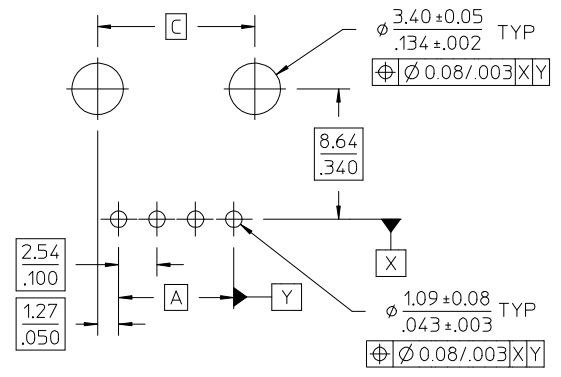 C
⌀ 3.40 ±0.05 TYP
.134 ±.002
⌖ ⌀ 0.08/.003 X Y
8.64
.340
2.54
.100
X
A
Y
1.27
.050
⌀ 1.09 ±0.08 TYP
.043 ±.003
⌖ ⌀ 0.08/.003 X Y